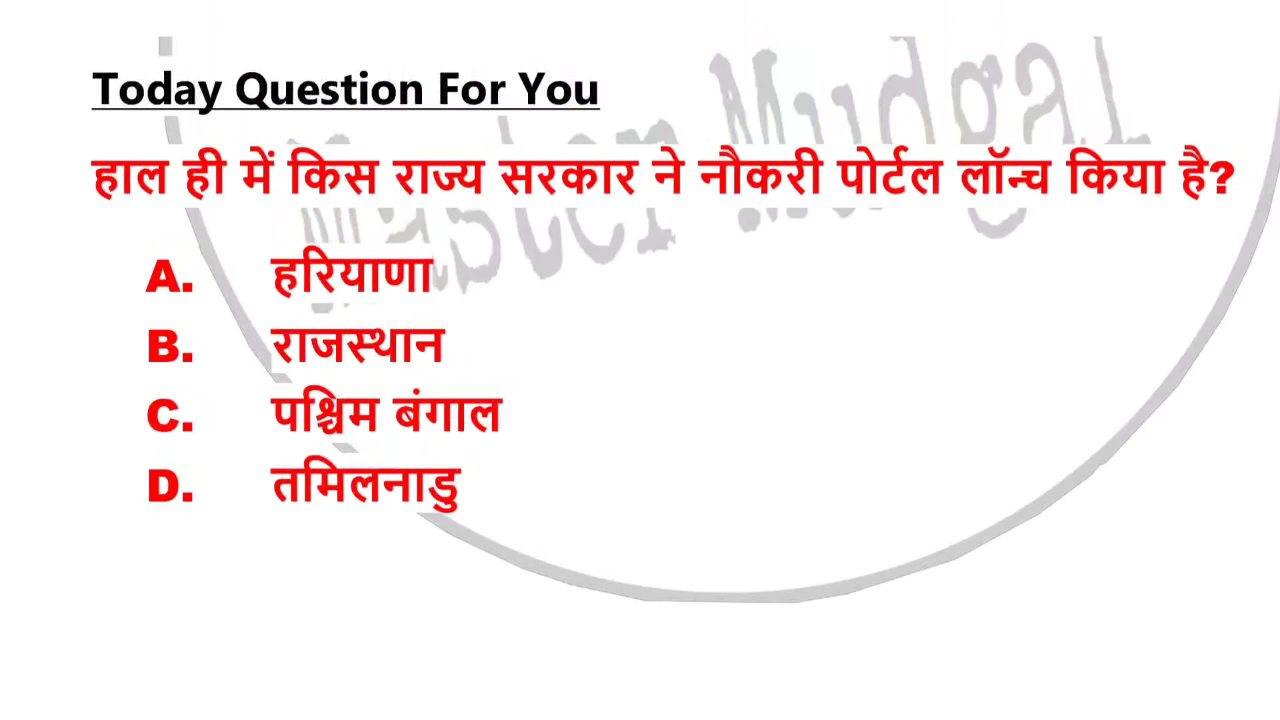 Today Question For You
हाल ही में किस राज्य सरकार ने नौकरी पोर्टल लॉन्च किया है?
A. हरियाणा
B. राजस्थान
C. पश्चिम बंगाल
D. तमिलनाडु